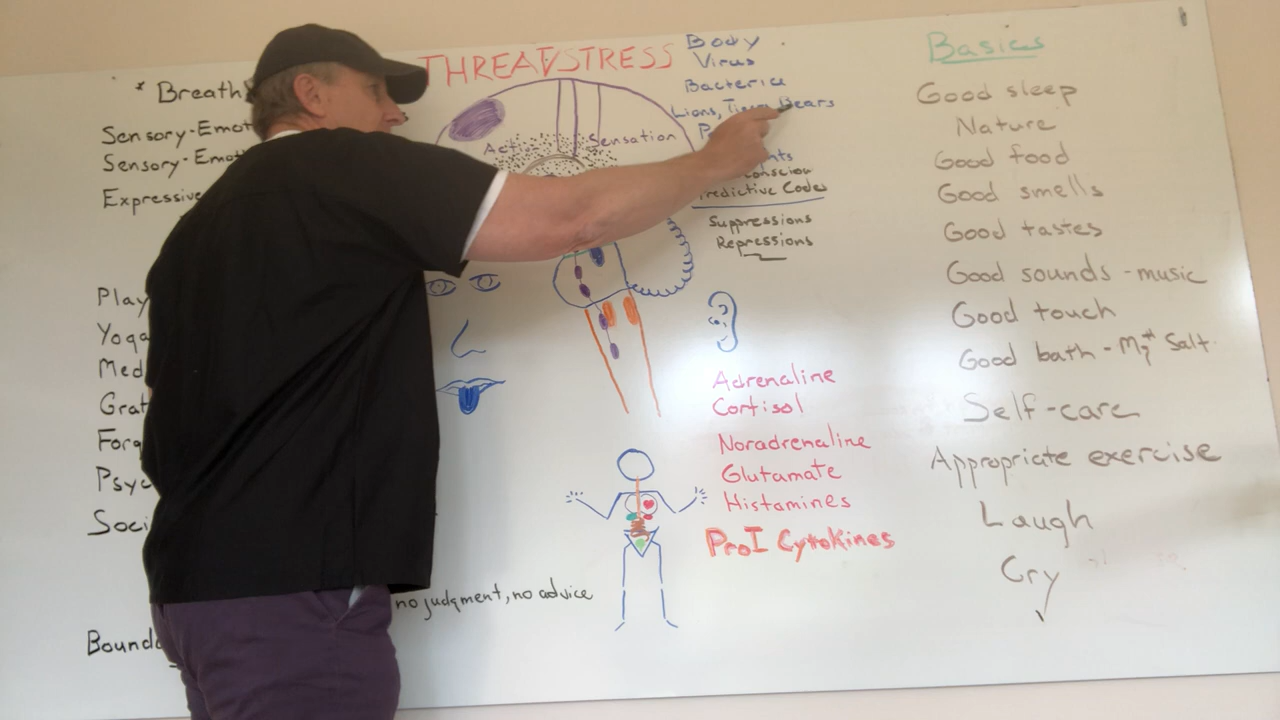 * Breath
Sensory-Emot
Sensory-Emot
Expressive
Play
Yoga
Med
Grat
Forg
Psyc
Soci
no judgment, no advice
Bound
THREAT/STRESS
Sensation
Body
Virus
Bacteria
Lions, Tigers, Bears
Predictive Codes
Suppressions
Repressions
Adrenaline
Cortisol
Noradrenaline
Glutamate
Histamines
ProI Cytokines
Basics
Good sleep
Nature
Good food
Good smells
Good tastes
Good sounds - music
Good touch
Good bath - Mg++ Salt
Self-care
Appropriate exercise
Laugh
Cry